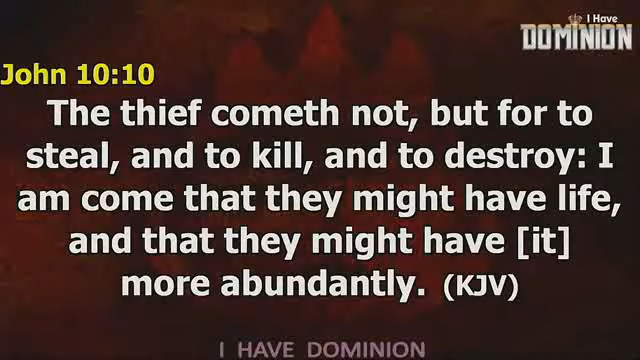 I Have
DOMINION
John 10:10
The thief cometh not, but for to
steal, and to kill, and to destroy: I
am come that they might have life,
and that they might have [it]
more abundantly. (KJV)
I HAVE DOMINION